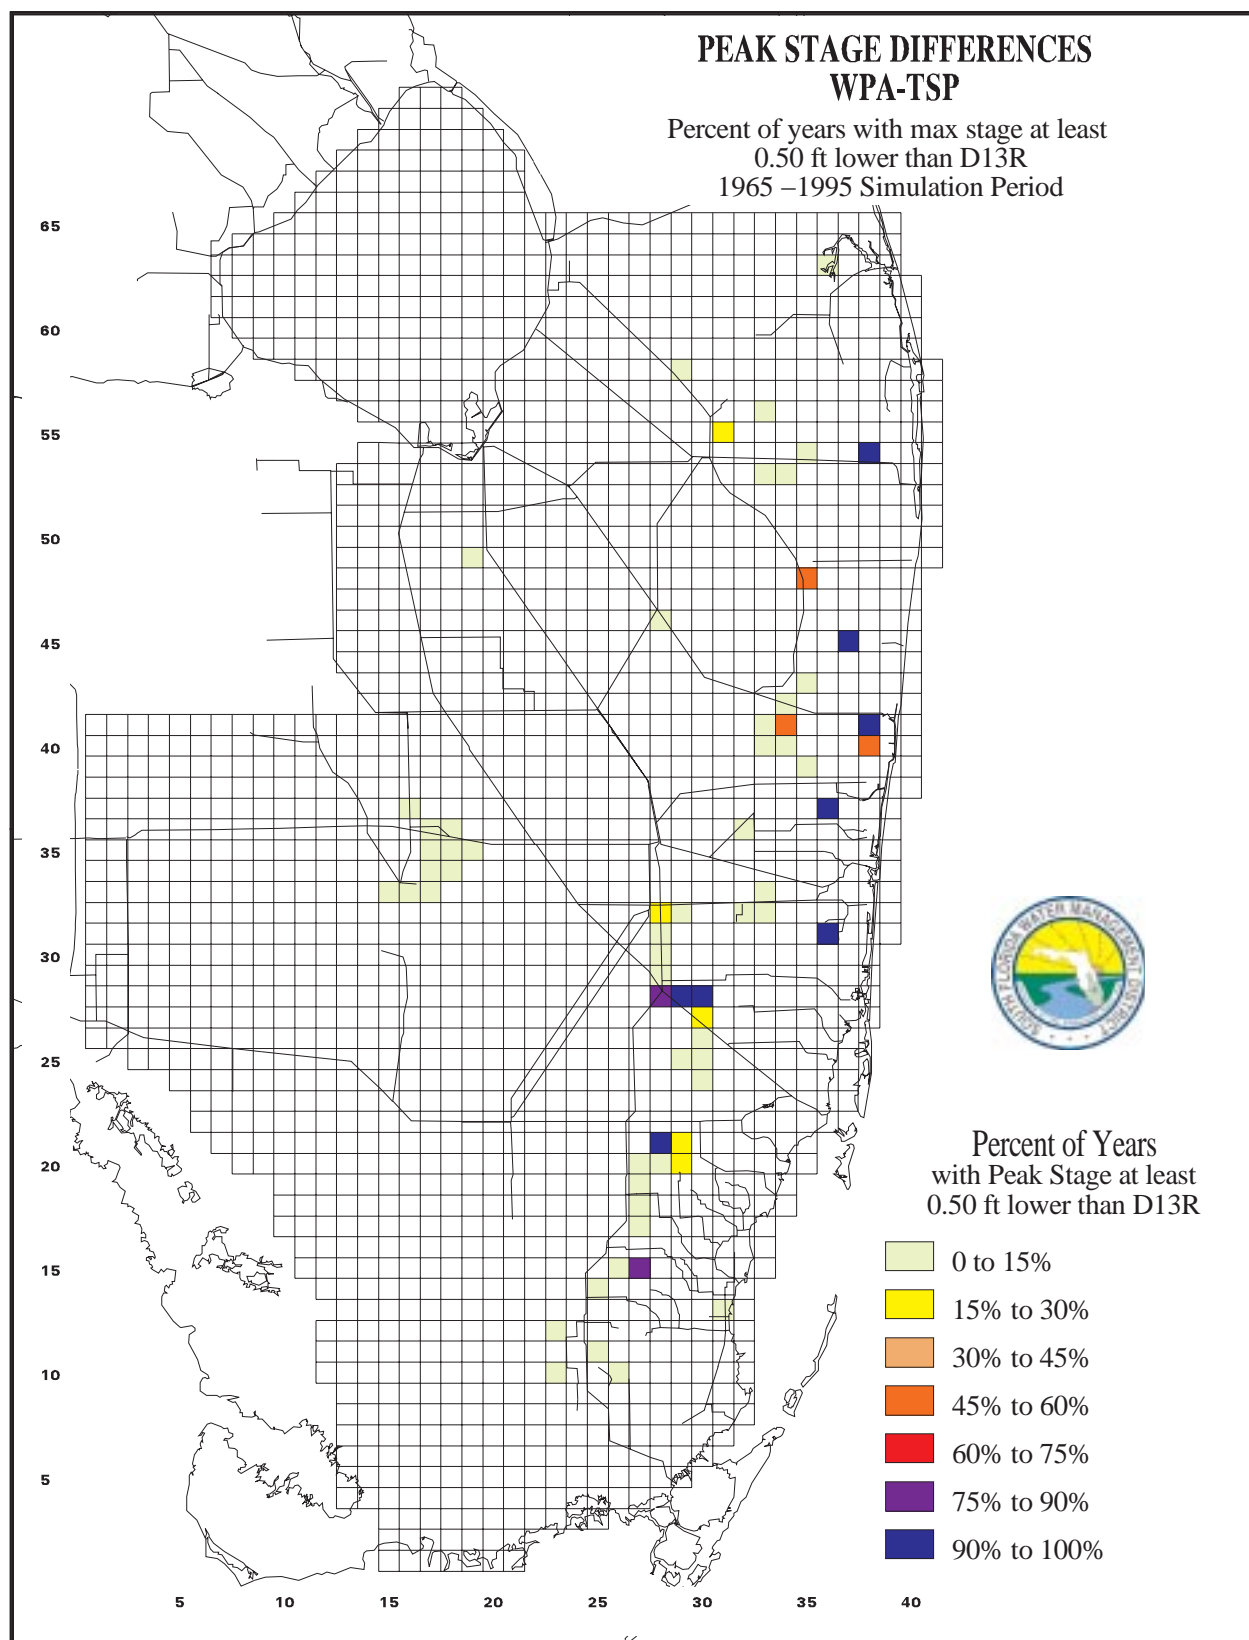 PEAK STAGE DIFFERENCES
WPA-TSP
Percent of years with max stage at least
0.50 ft lower than D13R
1965 –1995 Simulation Period
65
60
55
50
45
40
35
30
25
20
15
10
5
5 10 15 20 25 30 35 40
SOUTH FLORIDA WATER MANAGEMENT DISTRICT
Percent of Years
with Peak Stage at least
0.50 ft lower than D13R
0 to 15%
15% to 30%
30% to 45%
45% to 60%
60% to 75%
75% to 90%
90% to 100%
“